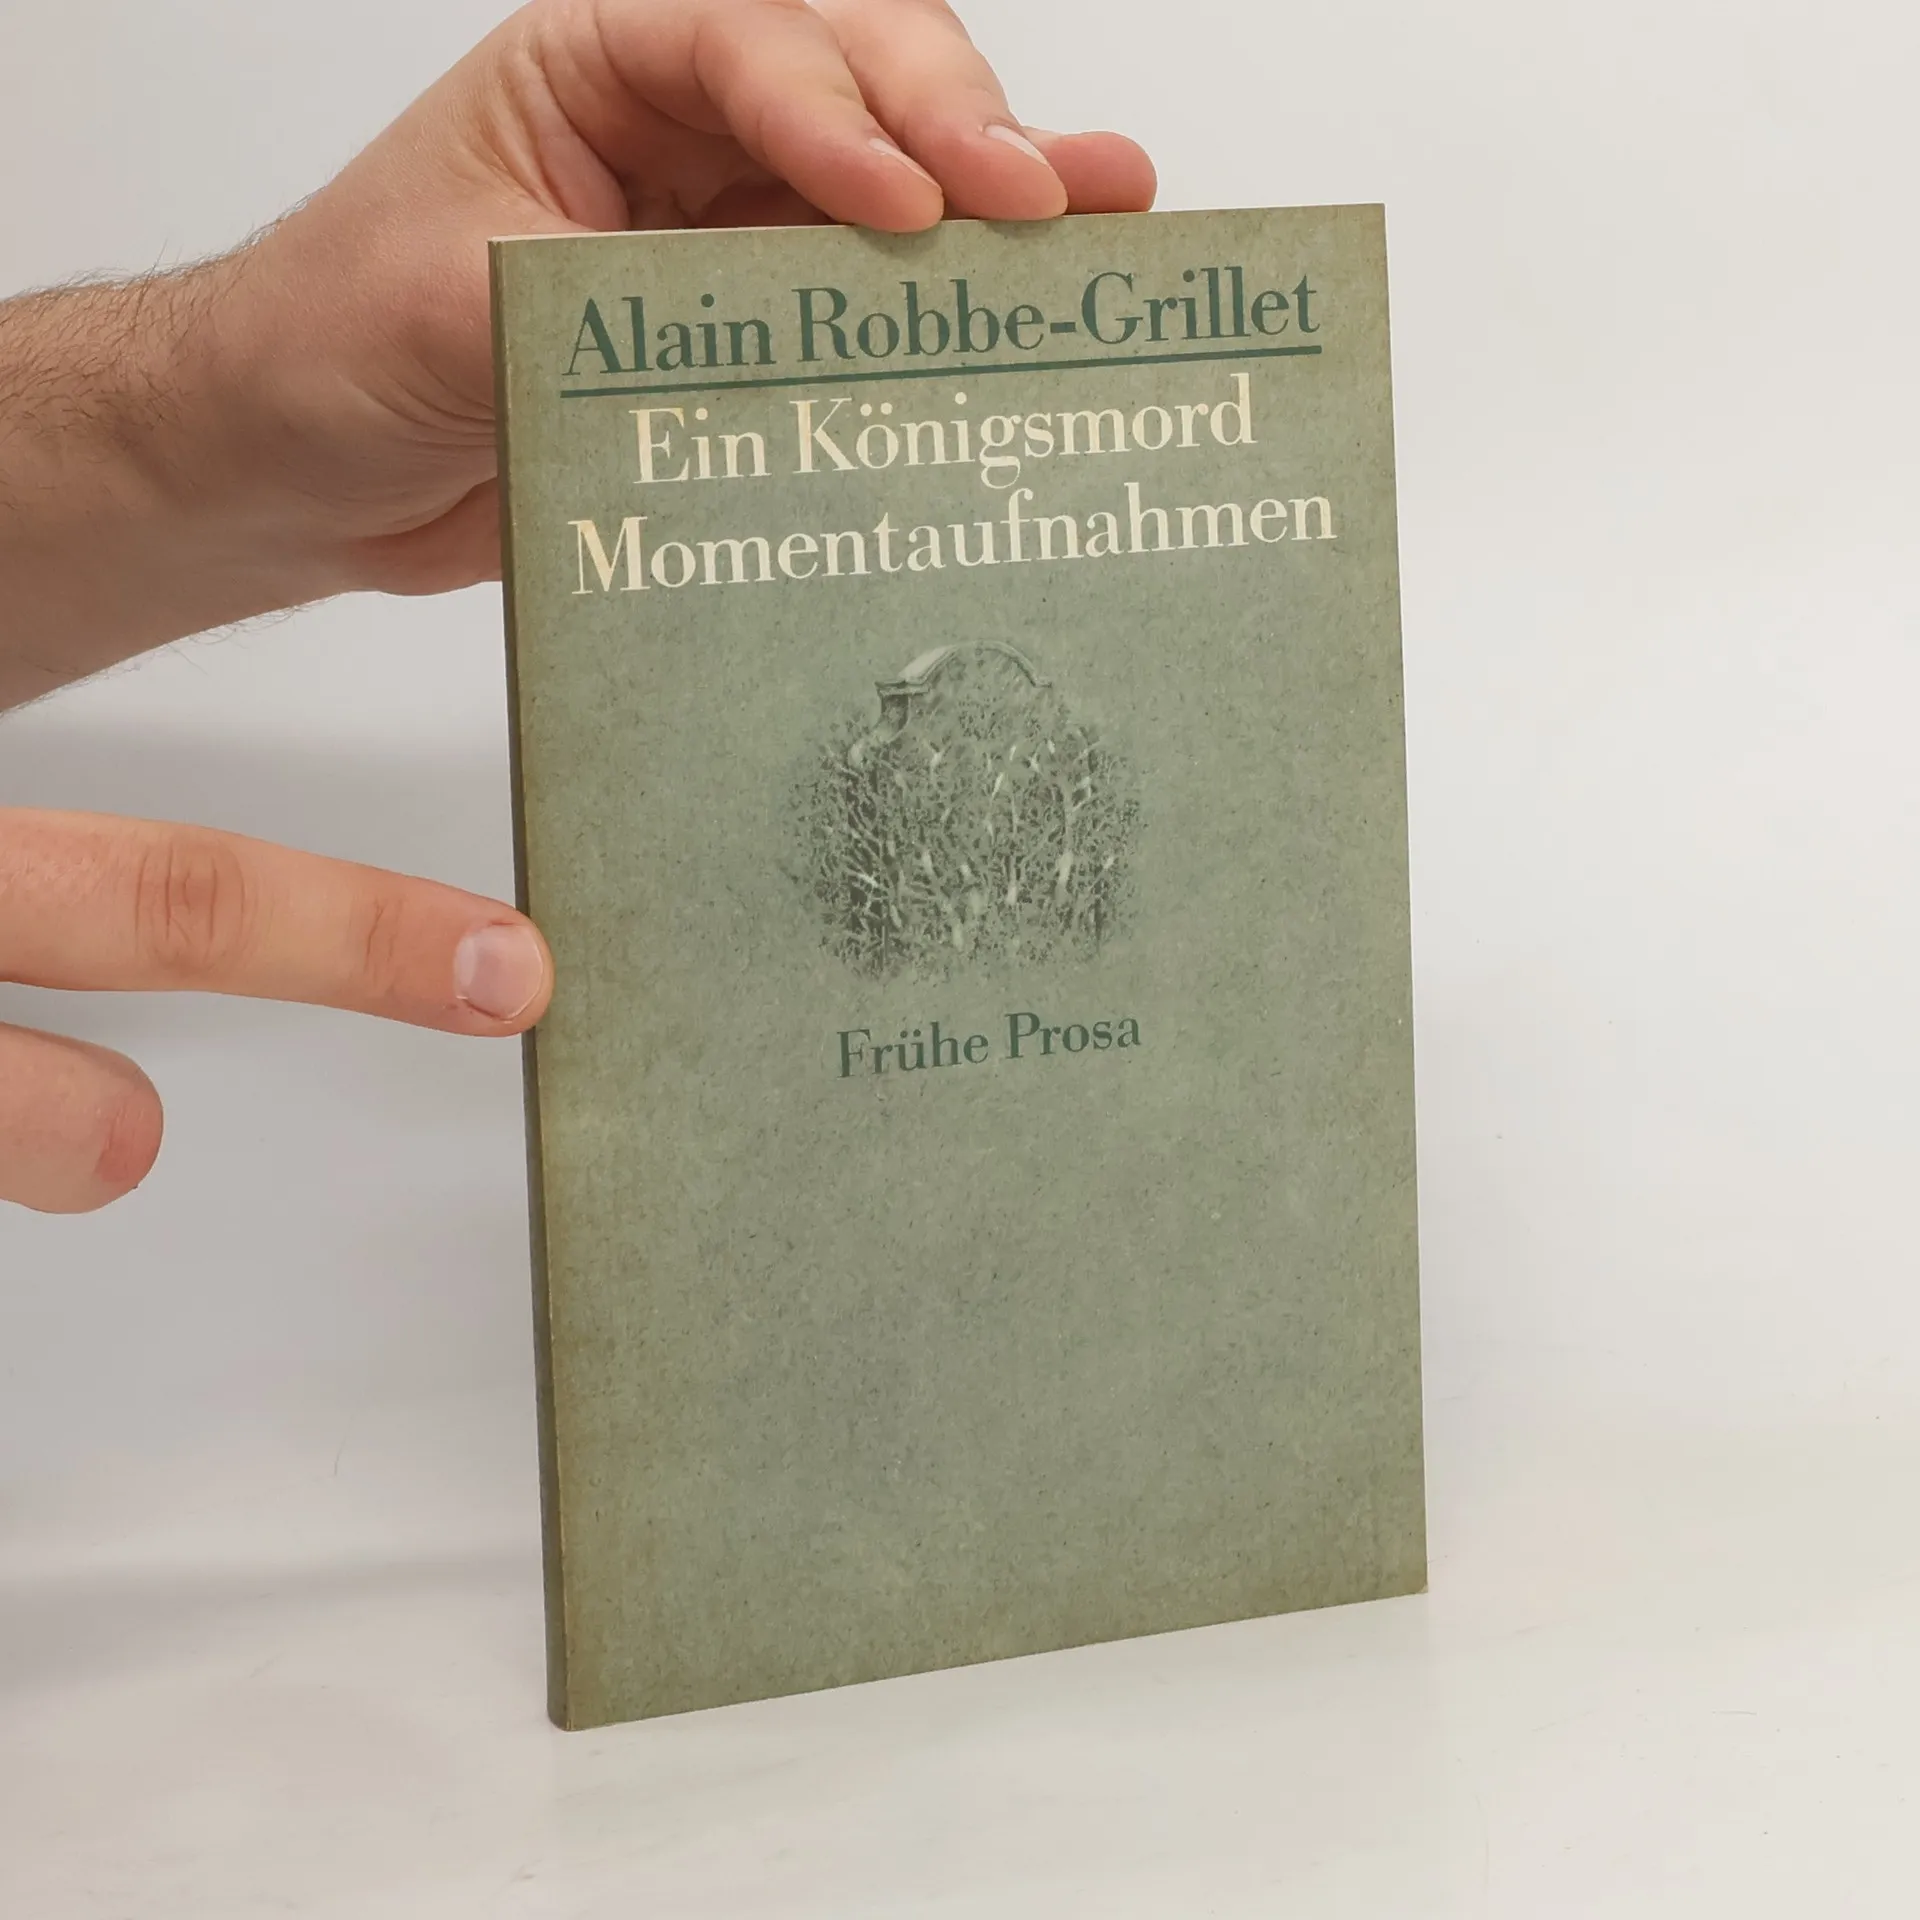 Alain Robbe-Grillet
Ein Königsmord
Momentaufnahmen
Frühe Prosa